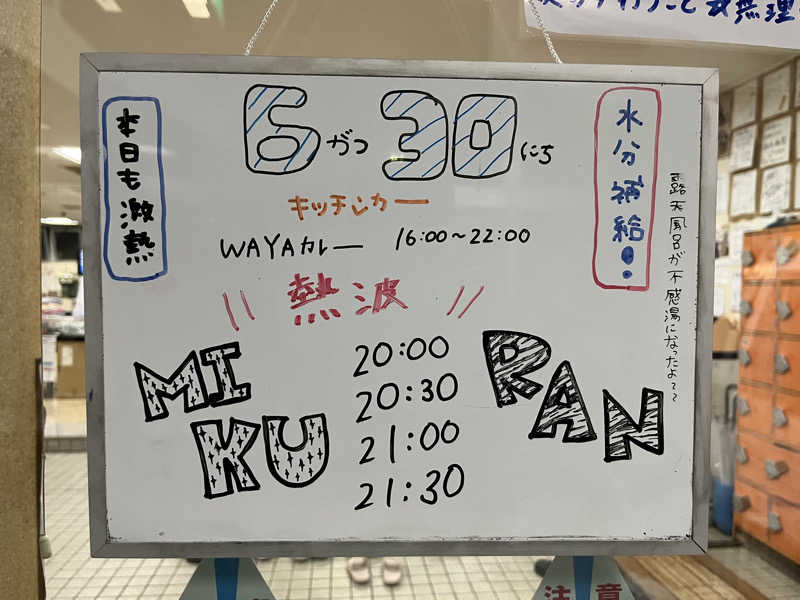 6がつ30にち
本日も激熱
水分補給!!
キッチンカー
WAYAカレー 16:00～22:00
熱波
MIKU
20:00
20:30
21:00
21:30
RAN
露天風呂が不感湯になったよ～～
注意